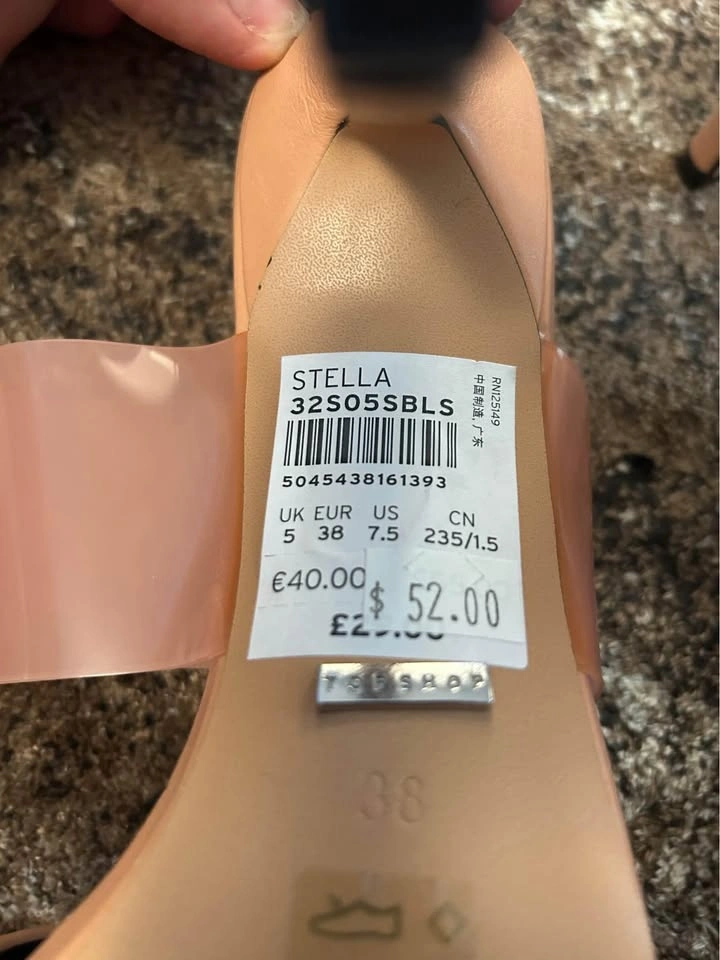 STELLA
32S05SBLS
5045438161393
RN125149
中国制造, 广东
UK EUR US CN
5 38 7.5 235/1.5
€40.00
$ 52.00
TOPSHOP
38